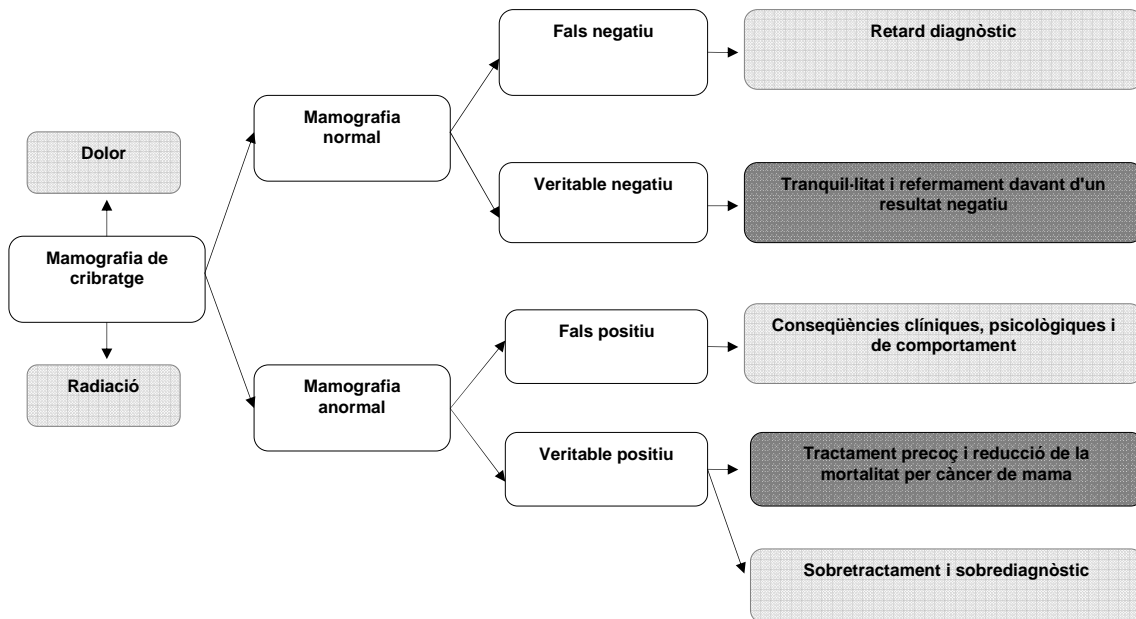 Fals negatiu
Retard diagnòstic
Mamografia
normal
Dolor
Veritable negatiu
Tranquil·litat i refermament davant d'un
resultat negatiu
Mamografia de
cribratge
Fals positiu
Conseqüències clíniques, psicològiques i
de comportament
Radiació
Mamografia
anormal
Veritable positiu
Tractament precoç i reducció de la
mortalitat per càncer de mama
Sobretractament i sobrediagnòstic